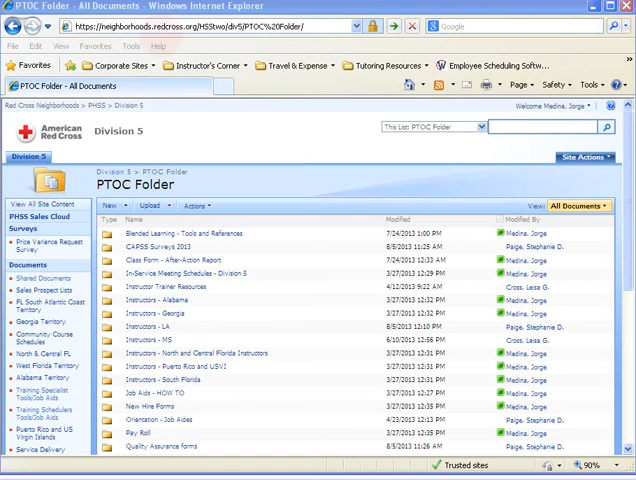 PTOC Folder - All Documents - Windows Internet Explorer
https://neighborhoods.redcross.org/HSStwo/div5/PTOC%20Folder/
Google
File Edit View Favorites Tools Help
Favorites Corporate Sites Instructor's Corner Travel & Expense Tutoring Resources Employee Scheduling Softw...
PTOC Folder - All Documents
Page Safety Tools
Red Cross Neighborhoods > PHSS > Division 5
Welcome Medina, Jorge
American Red Cross
Division 5
This List: PTOC Folder
Division 5
Site Actions
Division 5 > PTOC Folder
PTOC Folder
View All Site Content
PHSS Sales Cloud
Surveys
Price Variance Request Survey
Documents
Shared Documents
Sales Prospect Lists
FL South Atlantic Coast Territory
Georgia Territory
Community Course Schedules
North & Central FL
West Florida Territory
Alabama Territory
Training Specialist Tools/Job Aids
Training Schedulers Tools/Job Aids
Puerto Rico and US Virgin Islands
Service Delivery
New Upload Actions View: All Documents
Type Name Modified Modified By
Blended Learning - Tools and References 7/24/2013 1:00 PM Medina, Jorge
CAPSS Surveys 2013 8/5/2013 11:25 AM Paige, Stephanie D.
Class Form - After-Action Report 7/24/2013 12:33 AM Medina, Jorge
In-Service Meeting Schedules - Division 5 3/27/2013 12:29 PM Medina, Jorge
Instructor Trainer Resources 4/12/2013 9:22 AM Cross. Leisa G.
Instructors - Alabama 3/27/2013 12:32 PM Medina, Jorge
Instructors - Georgia 3/27/2013 12:32 PM Medina, Jorge
Instructors - LA 8/5/2013 12:10 PM Paige, Stephanie D.
Instructors - MS 6/10/2013 12:56 PM Cross. Leisa G.
Instructors - North and Central Florida Instructors 3/27/2013 12:31 PM Medina, Jorge
Instructors - Puerto RIco and USVI 3/27/2013 12:31 PM Medina, Jorge
Instructors - South Florida 3/27/2013 12:31 PM Medina, Jorge
Job Aids - HOW TO 3/27/2013 12:31 PM Medina, Jorge
New Hire Forms 3/27/2013 12:35 PM Medina, Jorge
Orientation - Job Aides 4/23/2013 12:13 PM Paige, Stephanie D.
Pay Roll 3/27/2013 12:35 PM Medina, Jorge
Quality Assurance forms 8/5/2013 11:26 AM Paige, Stephanie D.
Trusted sites 90%